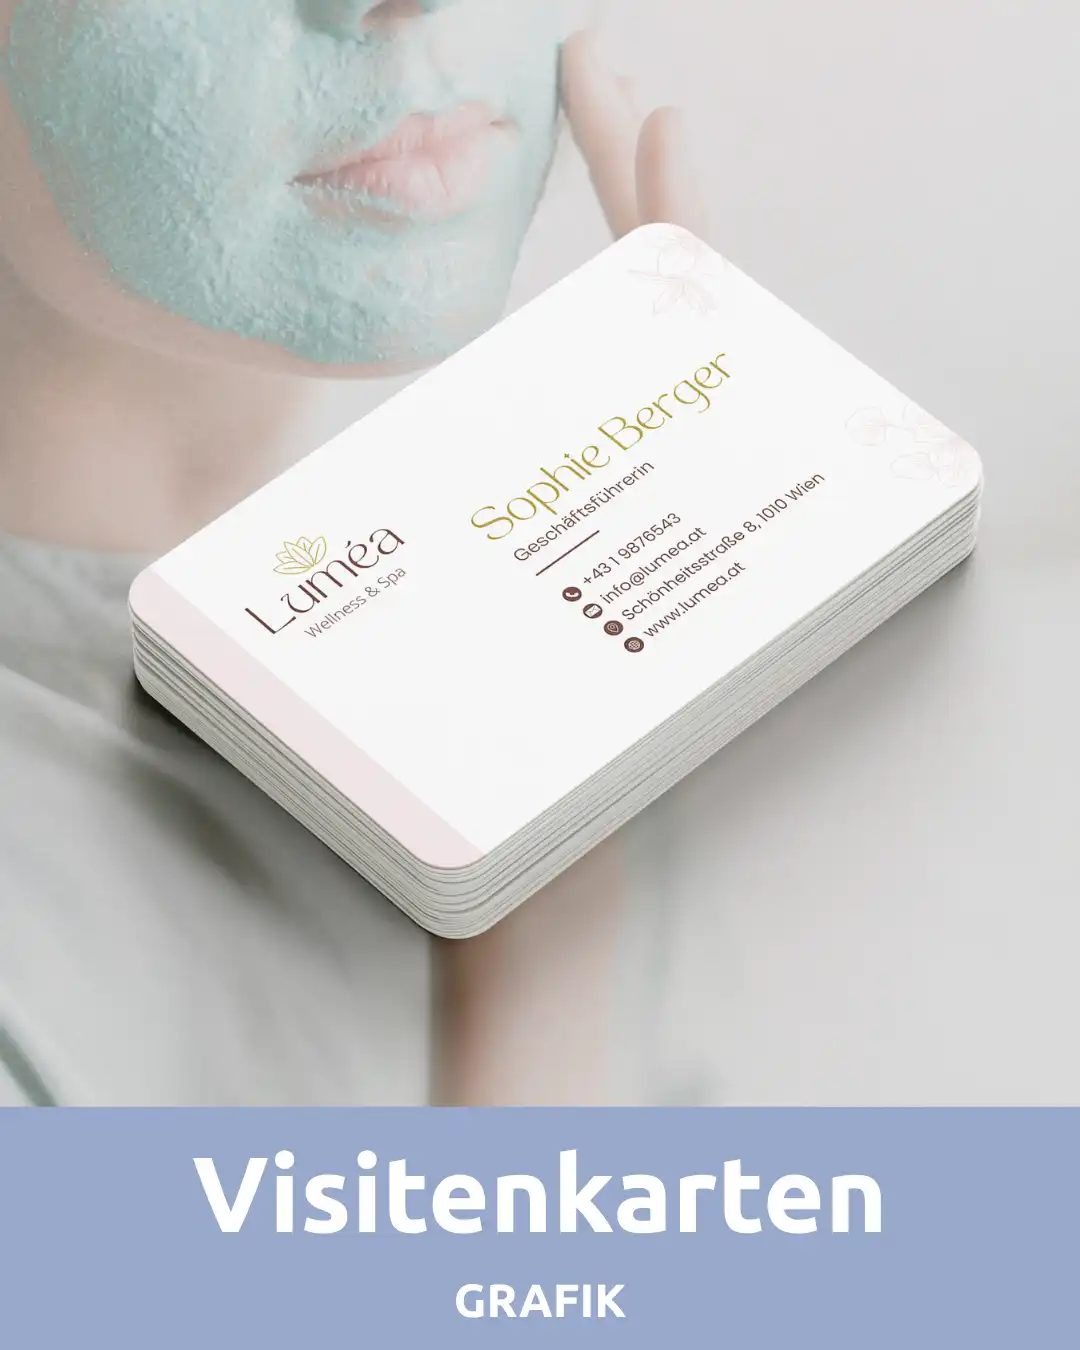 Luméa
Wellness & Spa
Sophie Berger
Geschäftsführerin
+43 1 9876543
info@lumea.at
Schönheitsstraße 8, 1010 Wien
www.lumea.at
Visitenkarten
GRAFIK